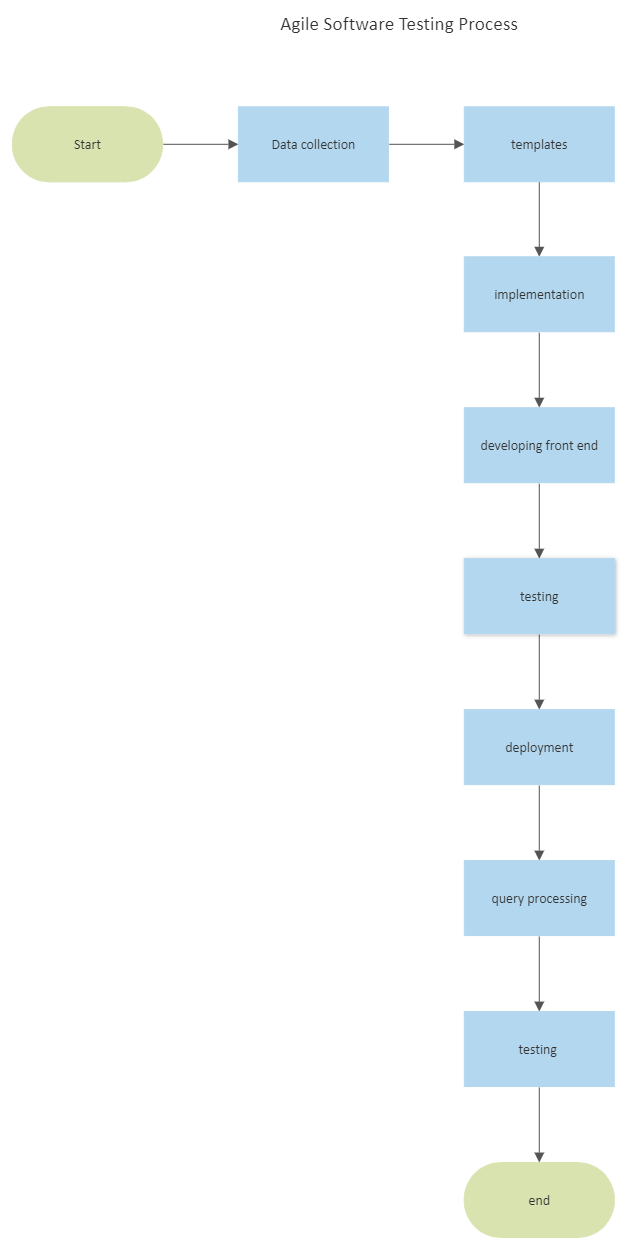 Agile Software Testing Process
Start
Data collection
templates
implementation
developing front end
testing
deployment
query processing
testing
end